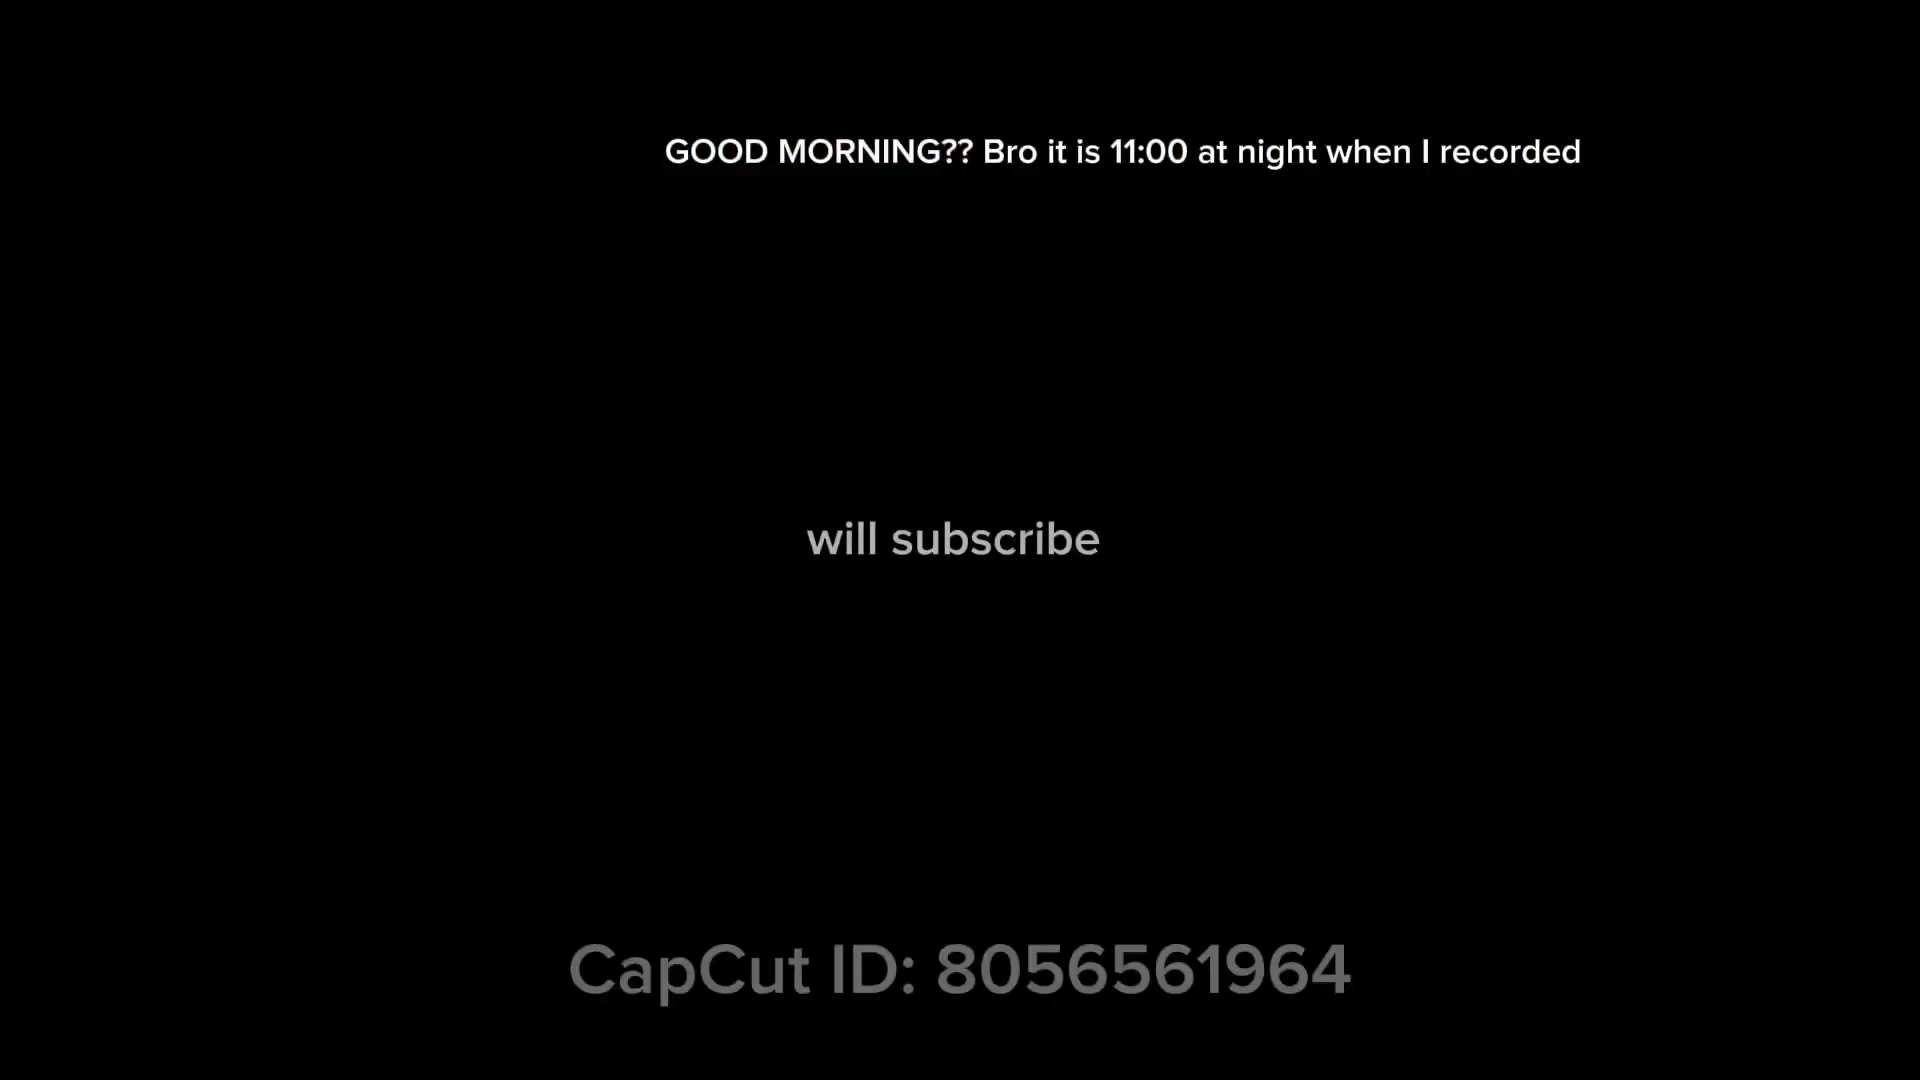 GOOD MORNING?? Bro it is 11:00 at night when I recorded
will subscribe
CapCut ID: 8056561964